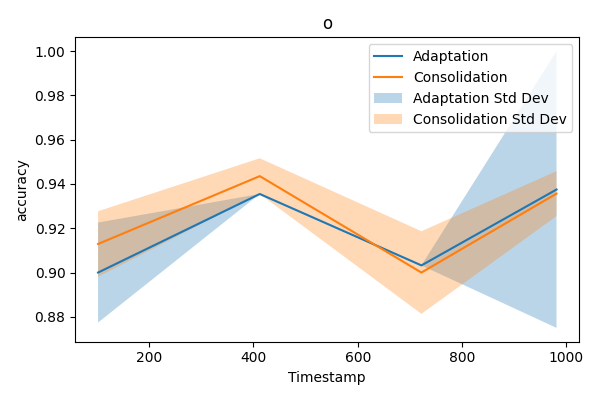 o
1.00
0.98
0.96
0.94
0.92
0.90
0.88
accuracy
Adaptation
Consolidation
Adaptation Std Dev
Consolidation Std Dev
200
400
600
800
1000
Timestamp